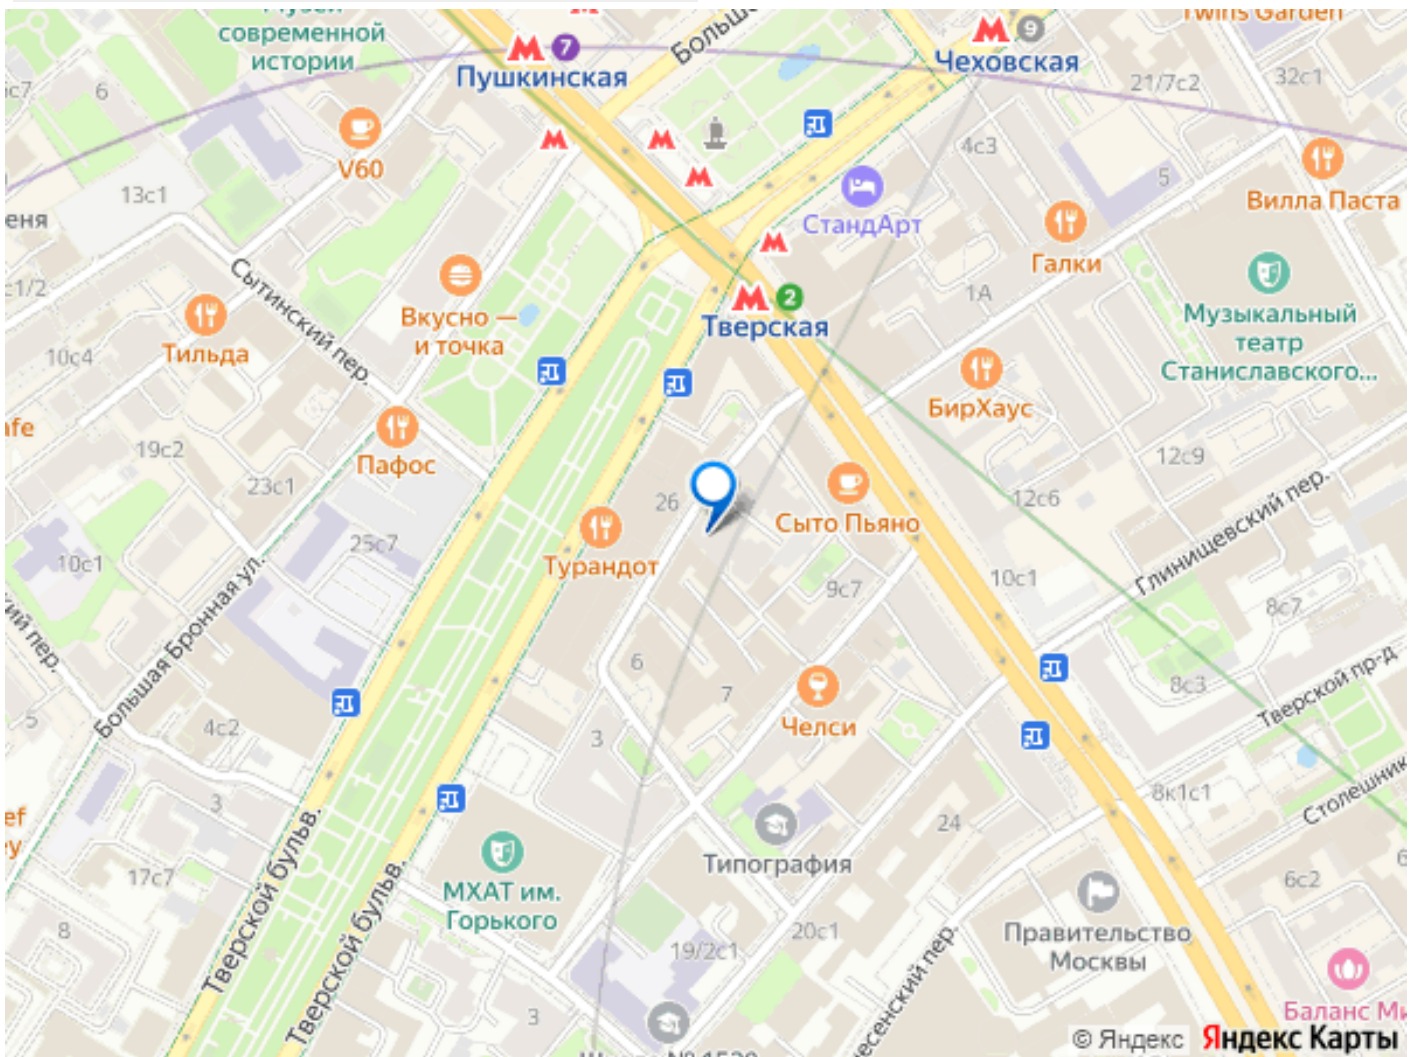 современной
истории
7
Пушкинская
9
Чеховская
Twins Garden
21/7с2
32с1
6
V60
4с3
5
Вилла Паста
13с1
СтандАрт
Галки
Сытинский пер.
Вкусно —
и точка
2
Тверская
1А
Музыкальный
театр
Станиславского...
10с4
Тильда
БирХаус
Пафос
19с2
23с1
26
12с9
12с6
Сыто Пьяно
Глинищевский пер.
Турандот
25с7
10с1
9с7
10с1
8с7
Большая Бронная ул.
6
7
8с3
Тверской пр-д
Челси
5
4с2
3
3
8к1с1
24
Типография
17с7
МХАТ им.
Горького
6с2
Тверской бульв.
Тверской бульв.
8
19/2с1
20с1
Правительство
Москвы
3
© Яндекс Яндекс Карты